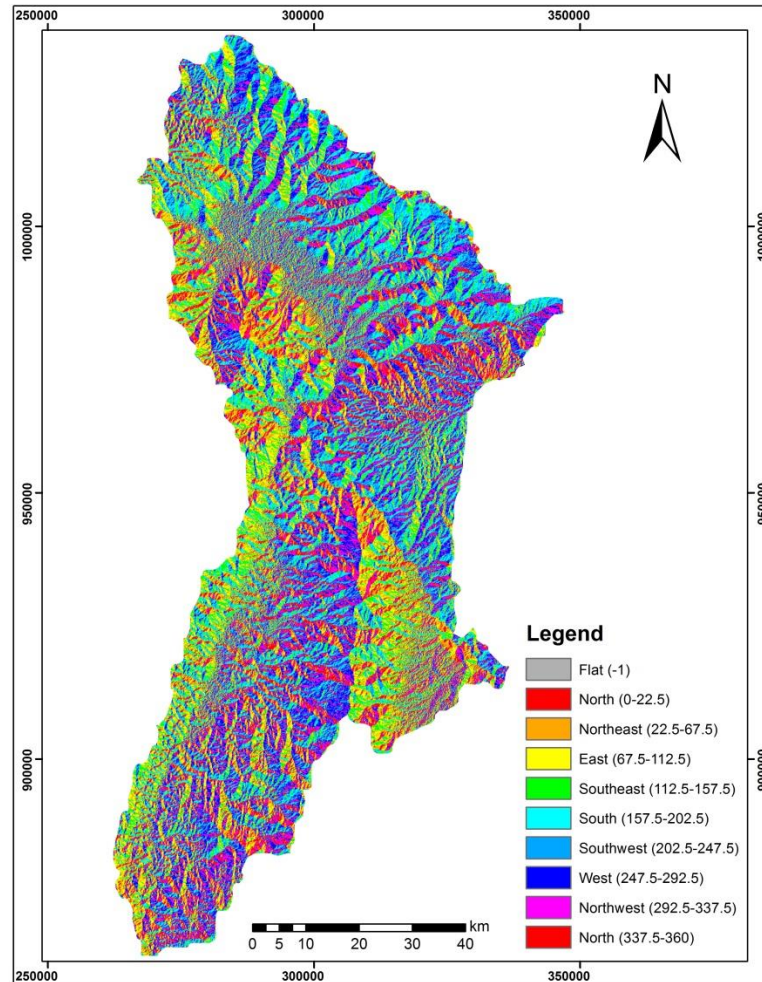 250000 300000 350000
N
1000000 1000000
950000 950000
Legend
Flat (-1)
North (0-22.5)
Northeast (22.5-67.5)
East (67.5-112.5)
Southeast (112.5-157.5)
South (157.5-202.5)
Southwest (202.5-247.5)
West (247.5-292.5)
Northwest (292.5-337.5)
North (337.5-360)
900000 900000
km
0 5 10 20 30 40
250000 300000 350000